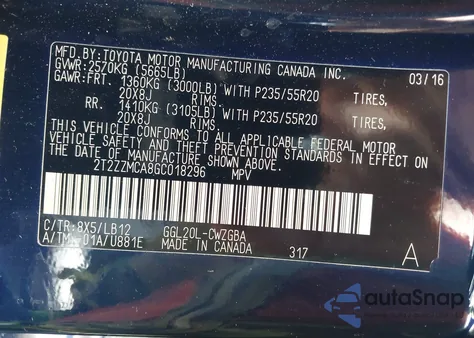 MFD.BY:TOYOTA MOTOR MANUFACTURING CANADA INC.
GVWR:2570KG (5665LB) 03/16
GAWR:FRT. 1360KG (3000LB) WITH P235/55R20 TIRES,
20X8J RIMS,
RR. 1410KG (3105LB) WITH P235/55R20 TIRES,
20X8J RIMS.
THIS VEHICLE CONFORMS TO ALL APPLICABLE FEDERAL MOTOR
VEHICLE SAFETY AND THEFT PREVENTION STANDARDS IN EFFECT ON
THE DATE OF MANUFACTURE SHOWN ABOVE.
2T2ZZMCA8GC018296 MPV
C/TR:8X5/LB12 GGL20L-CWZGBA
A/TM:-01A/U881E MADE IN CANADA 317 A
autoSnap